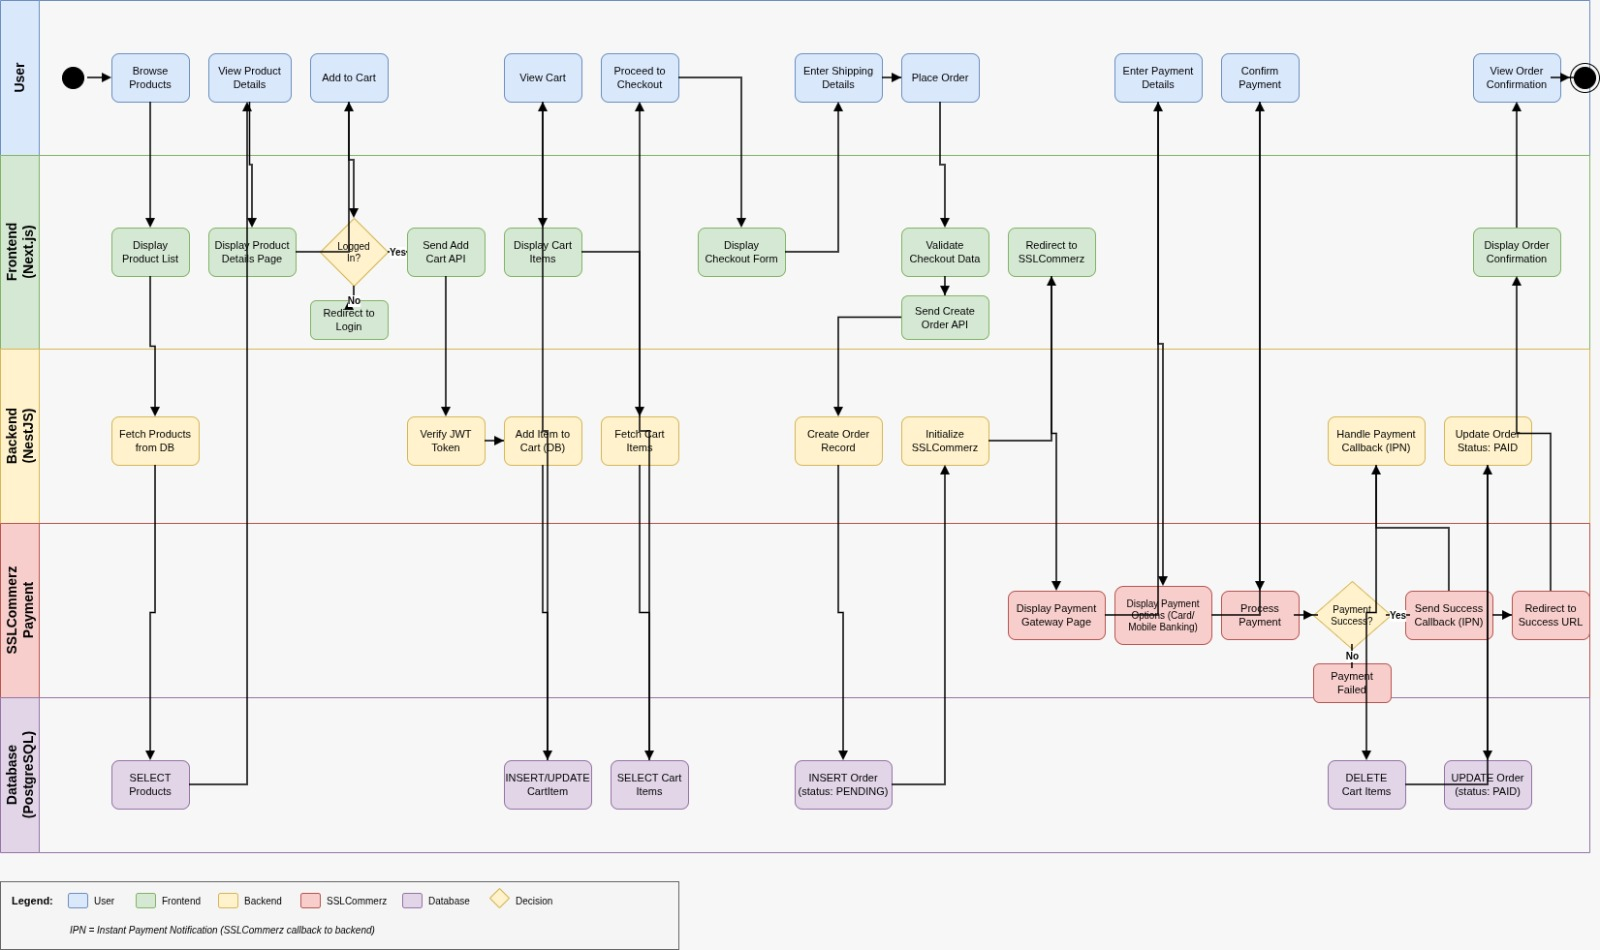 User
Browse
Products
View Product
Details
Add to Cart
View Cart
Proceed to
Checkout
Enter Shipping
Details
Place Order
Enter Payment
Details
Confirm
Payment
View Order
Confirmation
Frontend
(Next.js)
Display
Product List
Display Product
Details Page
Logged
In?
Yes
No
Redirect to
Login
Send Add
Cart API
Display Cart
Items
Display
Checkout Form
Validate
Checkout Data
Send Create
Order API
Redirect to
SSLCommerz
Display Order
Confirmation
Backend
(NestJS)
Fetch Products
from DB
Verify JWT
Token
Add Item to
Cart (DB)
Fetch Cart
Items
Create Order
Record
Initialize
SSLCommerz
Handle Payment
Callback (IPN)
Update Order
Status: PAID
SSLCommerz
Payment
Display Payment
Gateway Page
Display Payment
Options (Card/
Mobile Banking)
Process
Payment
Payment
Success?
Yes
No
Payment
Failed
Send Success
Callback (IPN)
Redirect to
Success URL
Database
(PostgreSQL)
SELECT
Products
INSERT/UPDATE
CartItem
SELECT Cart
Items
INSERT Order
(status: PENDING)
DELETE
Cart Items
UPDATE Order
(status: PAID)
Legend:
User
Frontend
Backend
SSLCommerz
Database
Decision
IPN = Instant Payment Notification (SSLCommerz callback to backend)